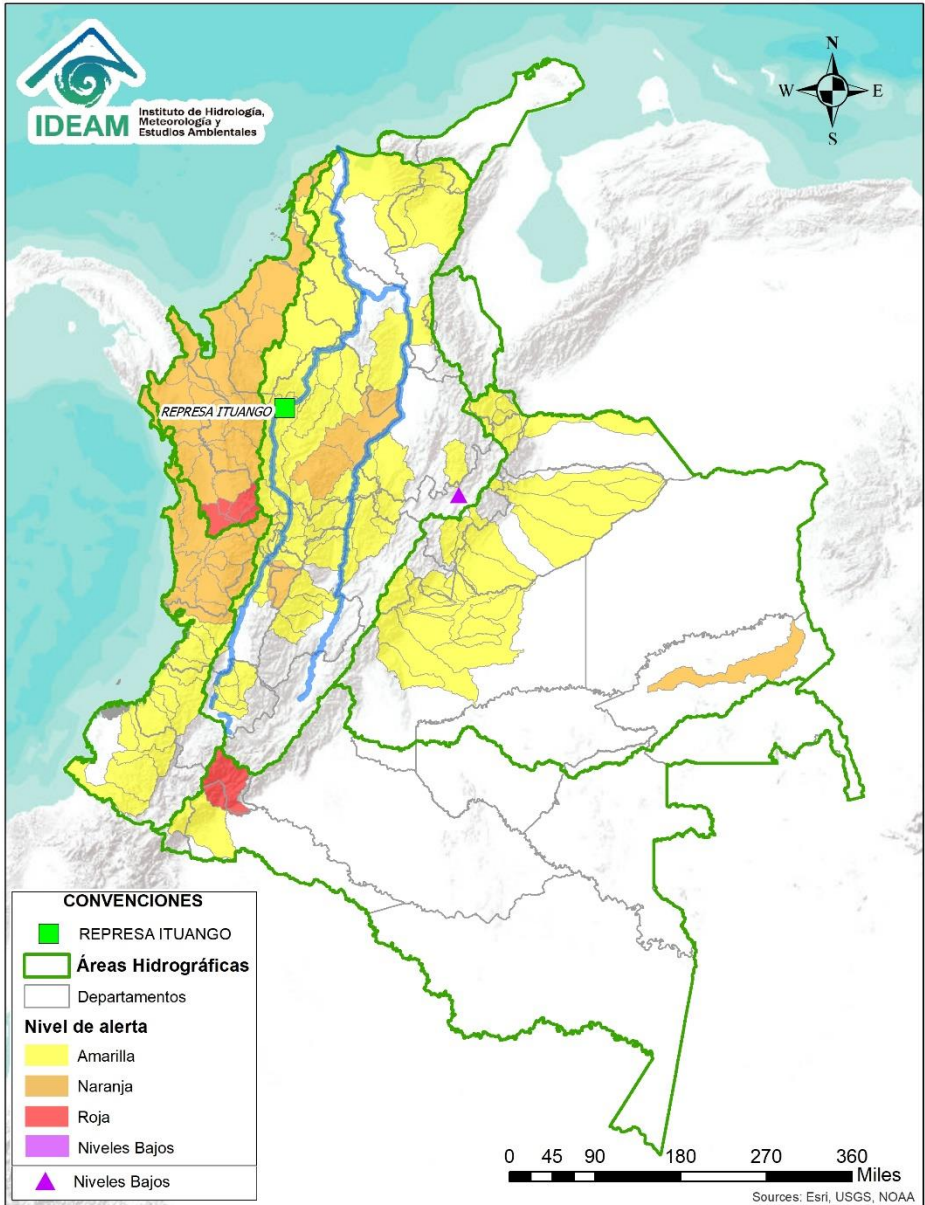 IDEAM
Instituto de Hidrología,
Meteorología y
Estudios Ambientales
N
W
E
S
REPRESA ITUANGO
CONVENCIONES
REPRESA ITUANGO
Áreas Hidrográficas
Departamentos
Nivel de alerta
Amarilla
Naranja
Roja
Niveles Bajos
Niveles Bajos
0 45 90 180 270 360
Miles
Sources: Esri, USGS, NOAA